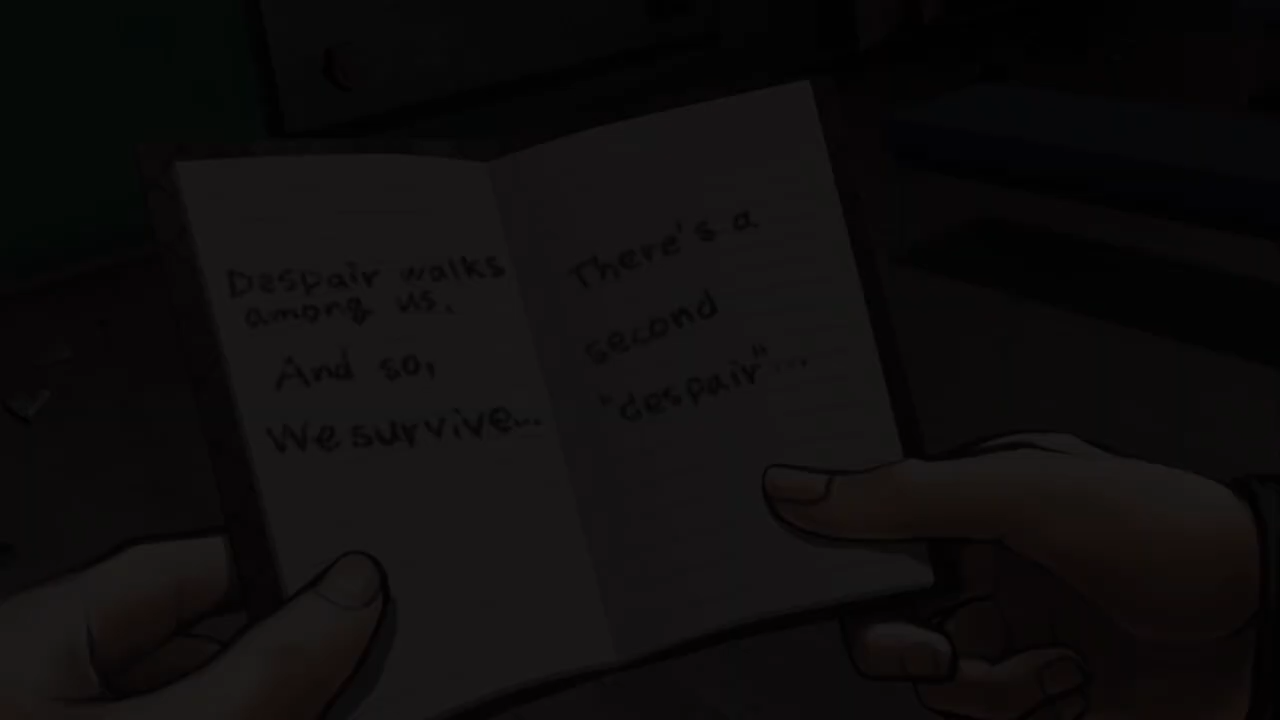 Despair walks
among us.
And so,
We survive...
There's a
second
"despair"...